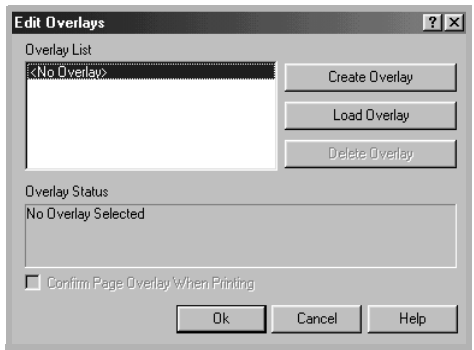 Edit Overlays
Overlay List
<No Overlay>
Create Overlay
Load Overlay
Delete Overlay
Overlay Status
No Overlay Selected
Confirm Page Overlay When Printing
Ok Cancel Help